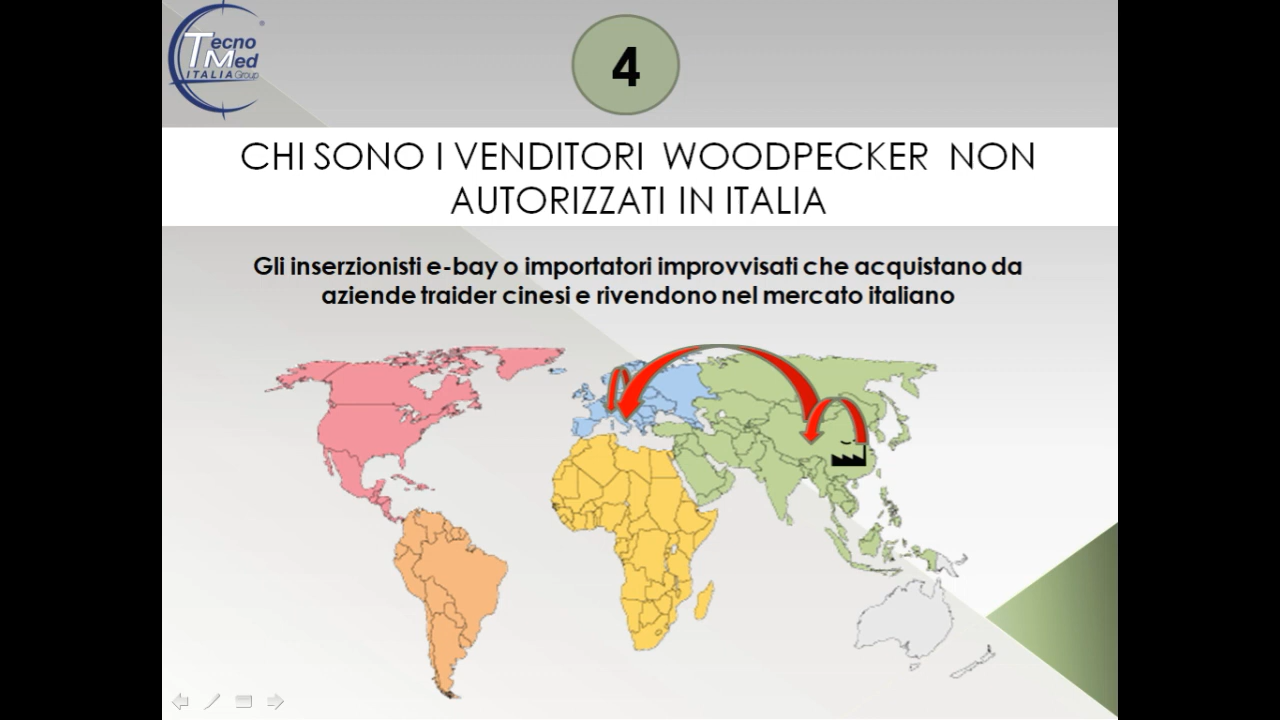 Tecno
Med
ITALIA Group
4
CHI SONO I VENDITORI WOODPECKER NON
AUTORIZZATI IN ITALIA
Gli inserzionisti e-bay o importatori improvvisati che acquistano da
aziende traider cinesi e rivendono nel mercato italiano